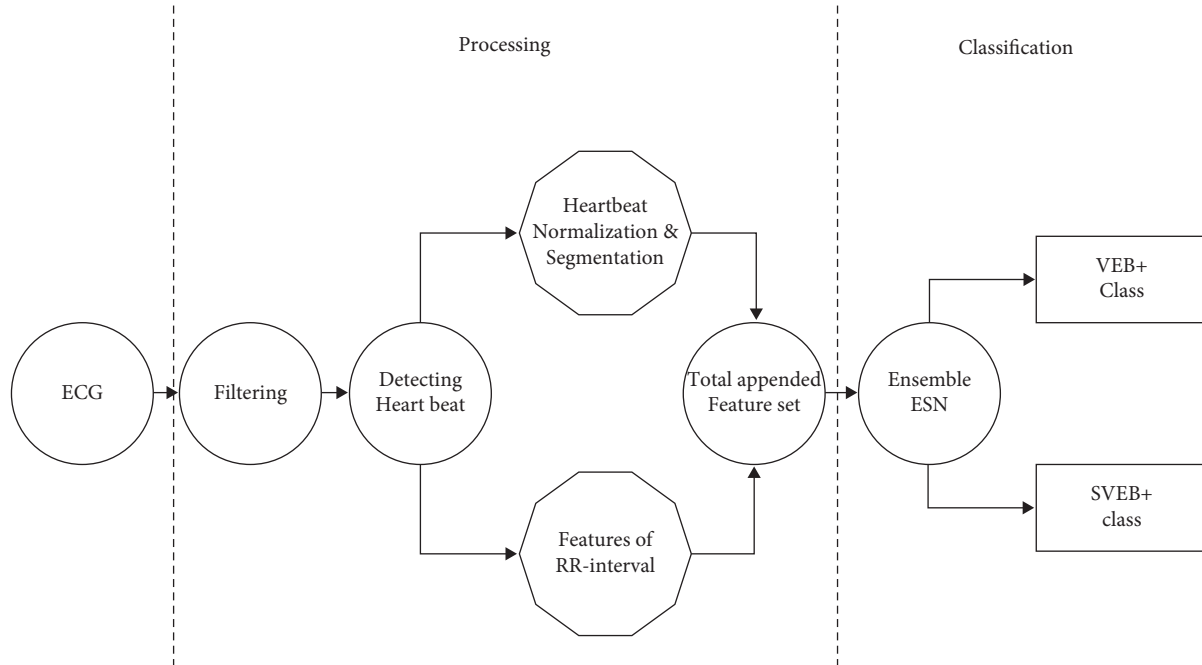 Processing
Classification
ECG
Filtering
Detecting
Heart beat
Heartbeat
Normalization &
Segmentation
Features of
RR-interval
Total appended
Feature set
Ensemble
ESN
VEB+
Class
SVEB+
class